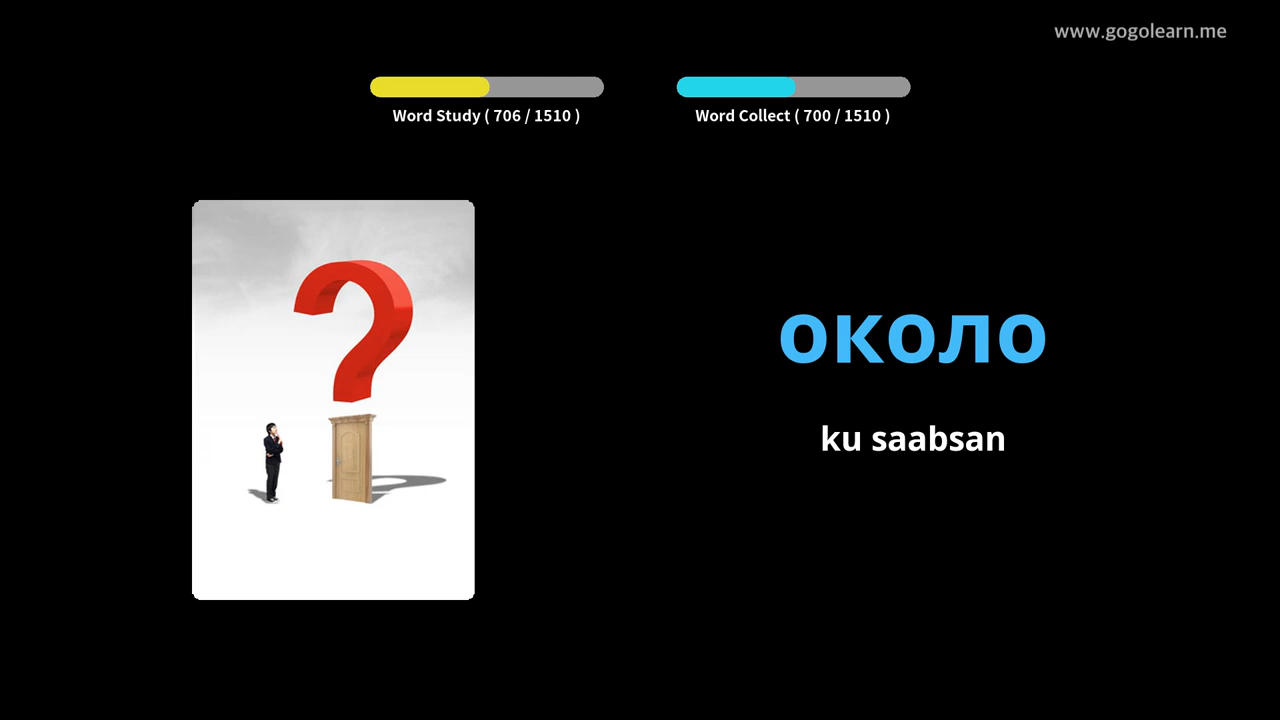 www.gogolearn.me
Word Study ( 706 / 1510 )
Word Collect ( 700 / 1510 )
около
ku saabsan